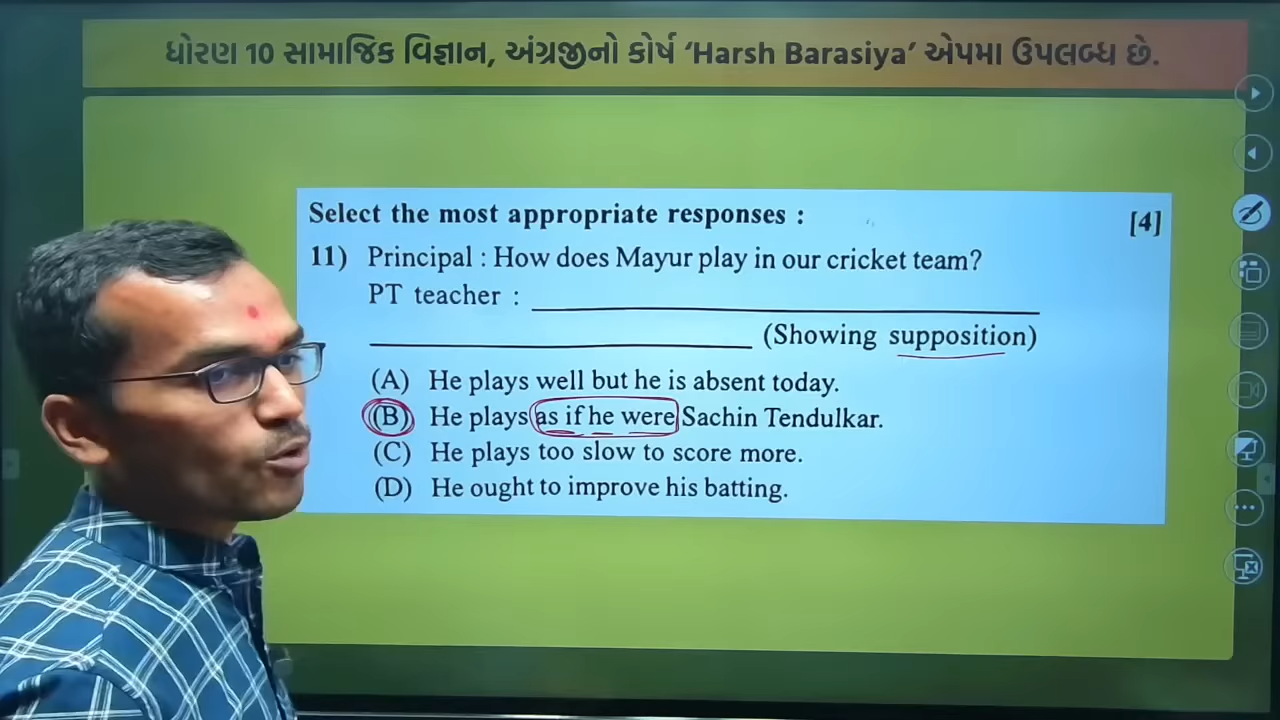 ધોરણ 10 સામાજિક વિજ્ઞાન, અંગ્રજીનો કોર્ષ ‘Harsh Barasiya’ એપમા ઉપલબ્ધ છે.
Select the most appropriate responses : [4]
11) Principal : How does Mayur play in our cricket team?
PT teacher : ____________________
____________________ (Showing supposition)
(A) He plays well but he is absent today.
(B) He plays as if he were Sachin Tendulkar.
(C) He plays too slow to score more.
(D) He ought to improve his batting.